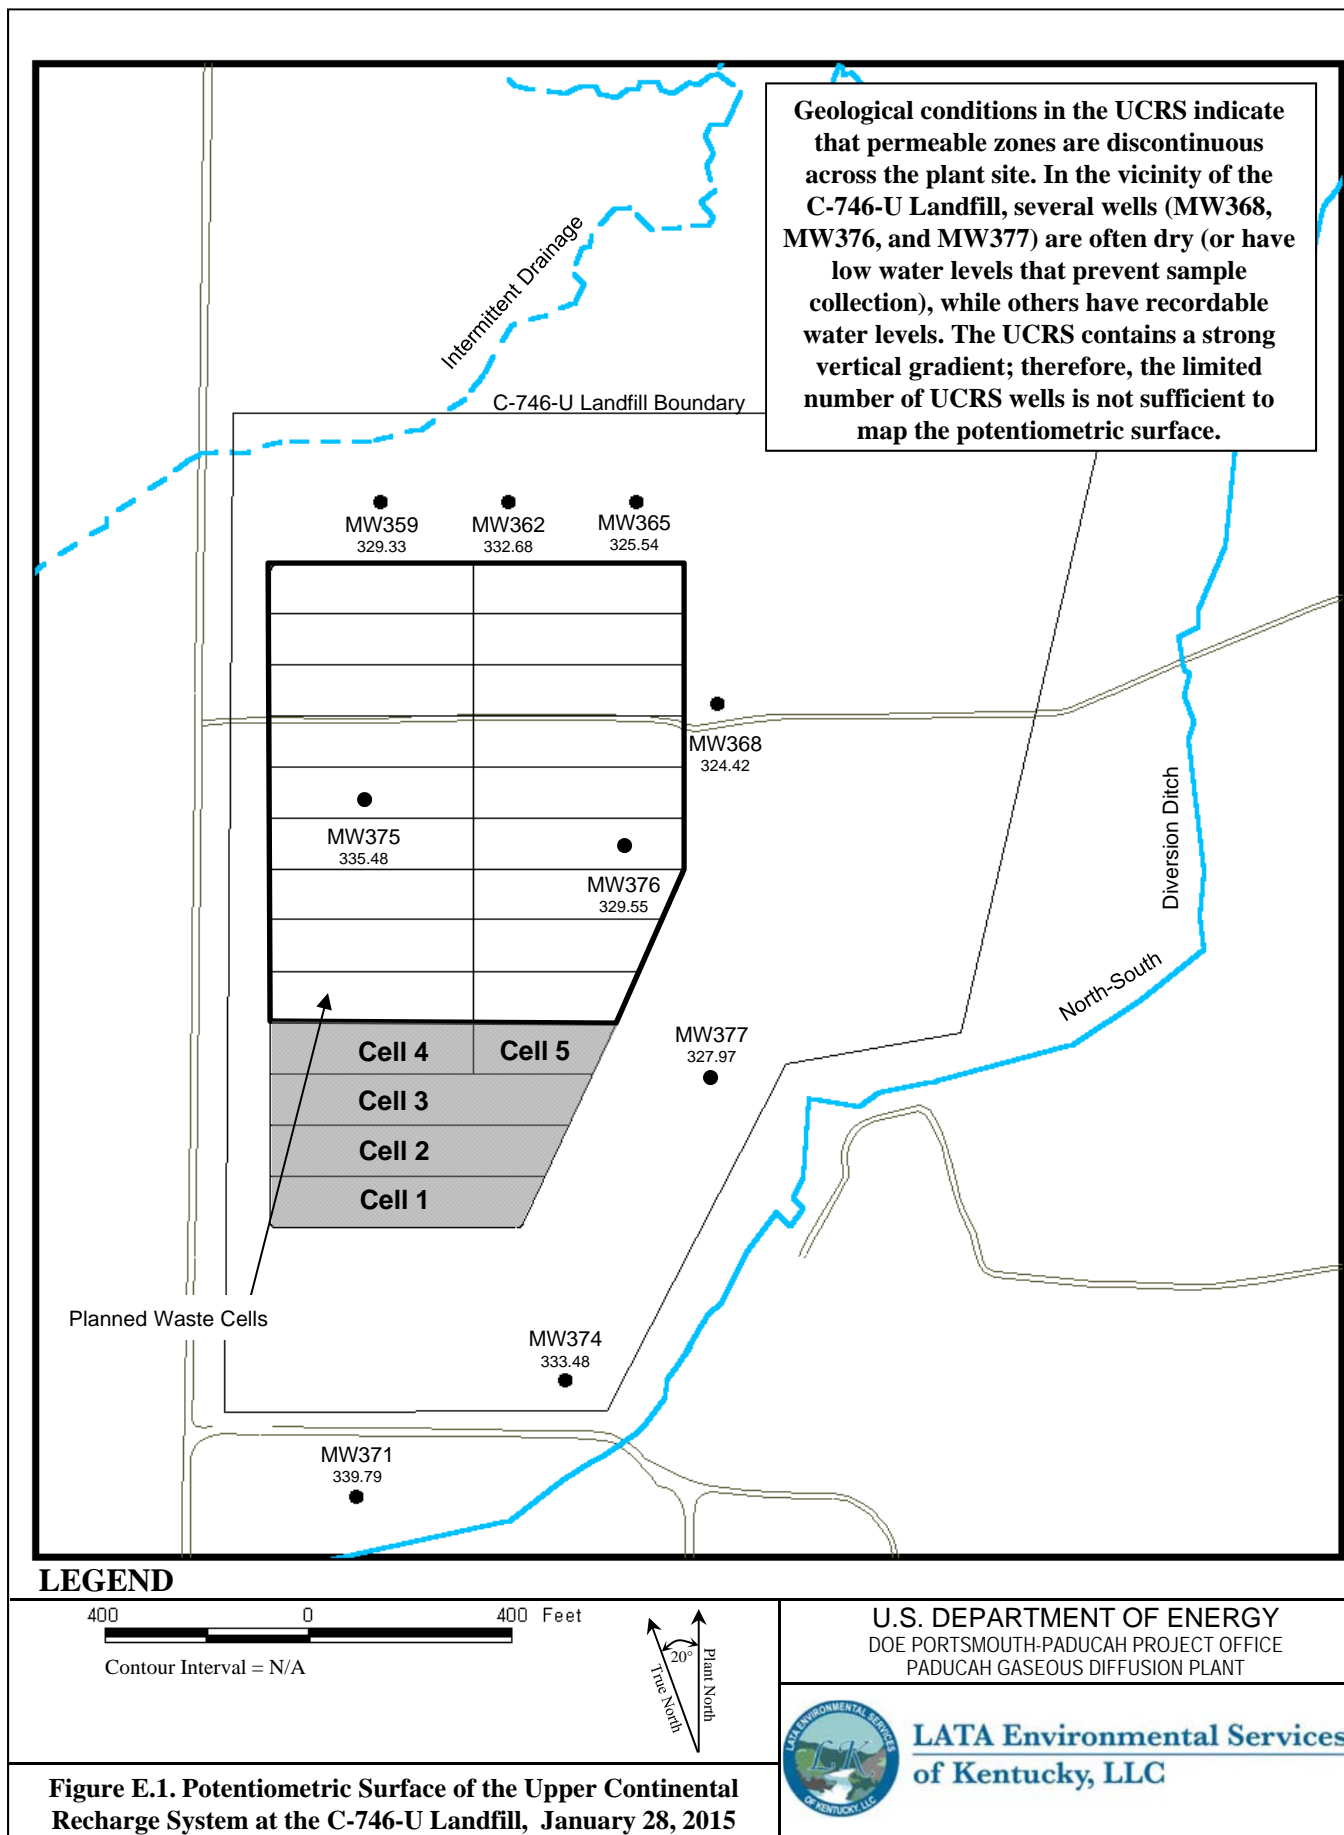 Geological conditions in the UCRS indicate
that permeable zones are discontinuous
across the plant site. In the vicinity of the
C-746-U Landfill, several wells (MW368,
MW376, and MW377) are often dry (or have
low water levels that prevent sample
collection), while others have recordable
water levels. The UCRS contains a strong
vertical gradient; therefore, the limited
number of UCRS wells is not sufficient to
map the potentiometric surface.
Intermittent Drainage
C-746-U Landfill Boundary
MW359
329.33
MW362
332.68
MW365
325.54
MW368
324.42
MW375
335.48
MW376
329.55
Diversion Ditch
North-South
MW377
327.97
Cell 4
Cell 5
Cell 3
Cell 2
Cell 1
Planned Waste Cells
MW374
333.48
MW371
339.79
LEGEND
400 0 400 Feet
Contour Interval = N/A
20°
True North
Plant North
U.S. DEPARTMENT OF ENERGY
DOE PORTSMOUTH-PADUCAH PROJECT OFFICE
PADUCAH GASEOUS DIFFUSION PLANT
LATA ENVIRONMENTAL SERVICES
LK
OF KENTUCKY, LLC
LATA Environmental Services
of Kentucky, LLC
Figure E.1. Potentiometric Surface of the Upper Continental
Recharge System at the C-746-U Landfill, January 28, 2015